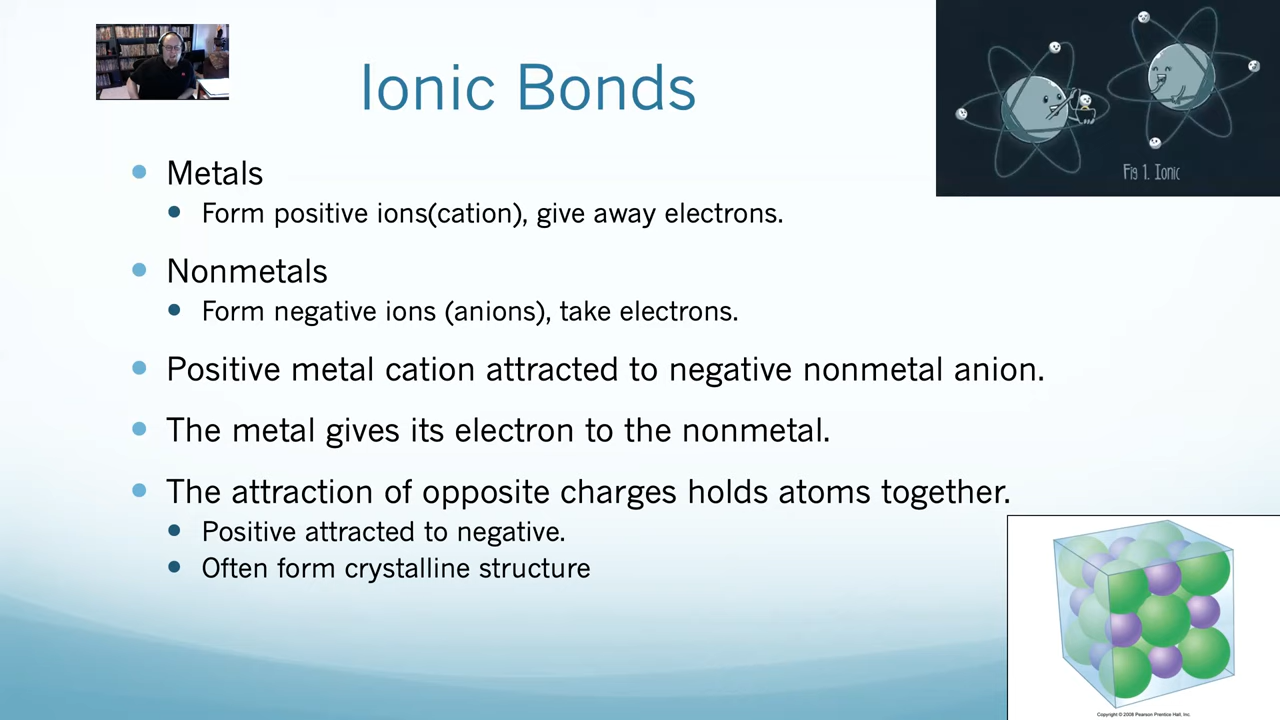 Ionic Bonds
Fig 1. Ionic
Metals
Form positive ions(cation), give away electrons.
Nonmetals
Form negative ions (anions), take electrons.
Positive metal cation attracted to negative nonmetal anion.
The metal gives its electron to the nonmetal.
The attraction of opposite charges holds atoms together.
Positive attracted to negative.
Often form crystalline structure
Copyright © 2008 Pearson Prentice Hall, Inc.